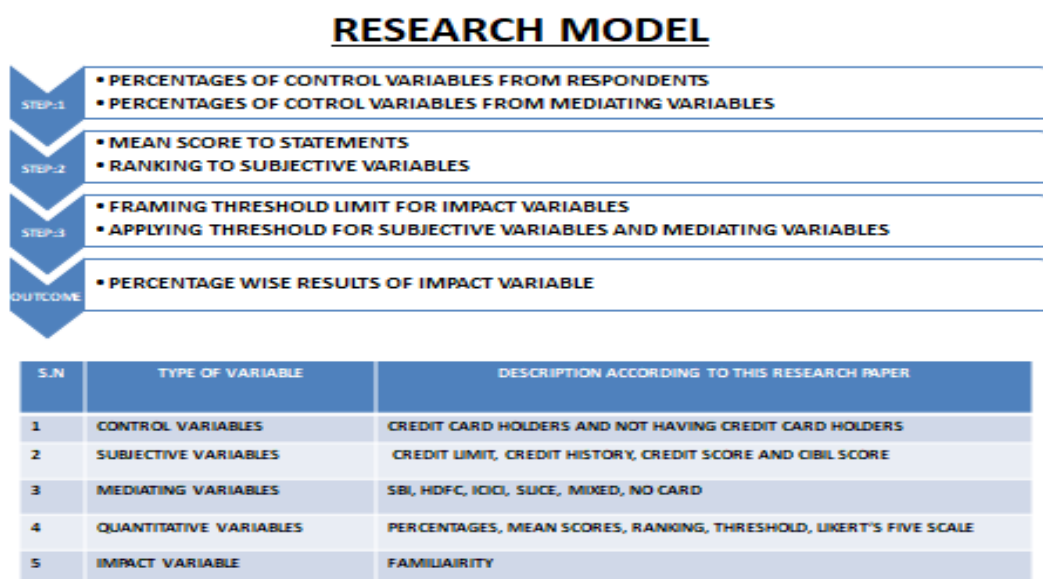 RESEARCH MODEL
STEP:1
• PERCENTAGES OF CONTROL VARIABLES FROM RESPONDENTS
• PERCENTAGES OF COTROL VARIABLES FROM MEDIATING VARIABLES
STEP:2
• MEAN SCORE TO STATEMENTS
• RANKING TO SUBJECTIVE VARIABLES
STEP:3
• FRAMING THRESHOLD LIMIT FOR IMPACT VARIABLES
• APPLYING THRESHOLD FOR SUBJECTIVE VARIABLES AND MEDIATING VARIABLES
OUTCOME
• PERCENTAGE WISE RESULTS OF IMPACT VARIABLE
S.N TYPE OF VARIABLE DESCRIPTION ACCORDING TO THIS RESEARCH PAPER
1 CONTROL VARIABLES CREDIT CARD HOLDERS AND NOT HAVING CREDIT CARD HOLDERS
2 SUBJECTIVE VARIABLES CREDIT LIMIT, CREDIT HISTORY, CREDIT SCORE AND CIBIL SCORE
3 MEDIATING VARIABLES SBI, HDFC, ICICI, SLICE, MIXED, NO CARD
4 QUANTITATIVE VARIABLES PERCENTAGES, MEAN SCORES, RANKING, THRESHOLD, LIKERT'S FIVE SCALE
5 IMPACT VARIABLE FAMILIAIRITY